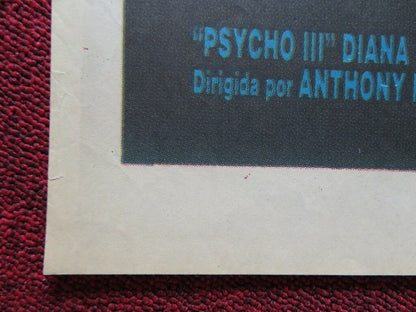 "PSYCHO III" DIANA
Dirigida por ANTHONY